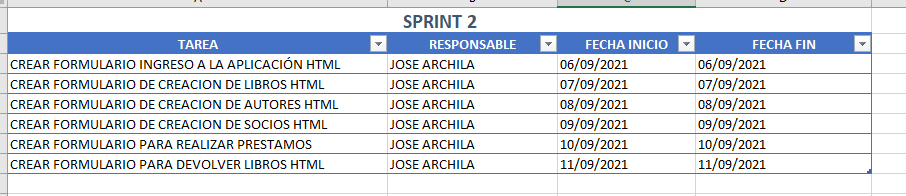 SPRINT 2
TAREA RESPONSABLE FECHA INICIO FECHA FIN
CREAR FORMULARIO INGRESO A LA APLICACIÓN HTML JOSE ARCHILA 06/09/2021 06/09/2021
CREAR FORMULARIO DE CREACION DE LIBROS HTML JOSE ARCHILA 07/09/2021 07/09/2021
CREAR FORMULARIO DE CREACION DE AUTORES HTML JOSE ARCHILA 08/09/2021 08/09/2021
CREAR FORMULARIO DE CREACION DE SOCIOS HTML JOSE ARCHILA 09/09/2021 09/09/2021
CREAR FORMULARIO PARA REALIZAR PRESTAMOS JOSE ARCHILA 10/09/2021 10/09/2021
CREAR FORMULARIO PARA DEVOLVER LIBROS HTML JOSE ARCHILA 11/09/2021 11/09/2021